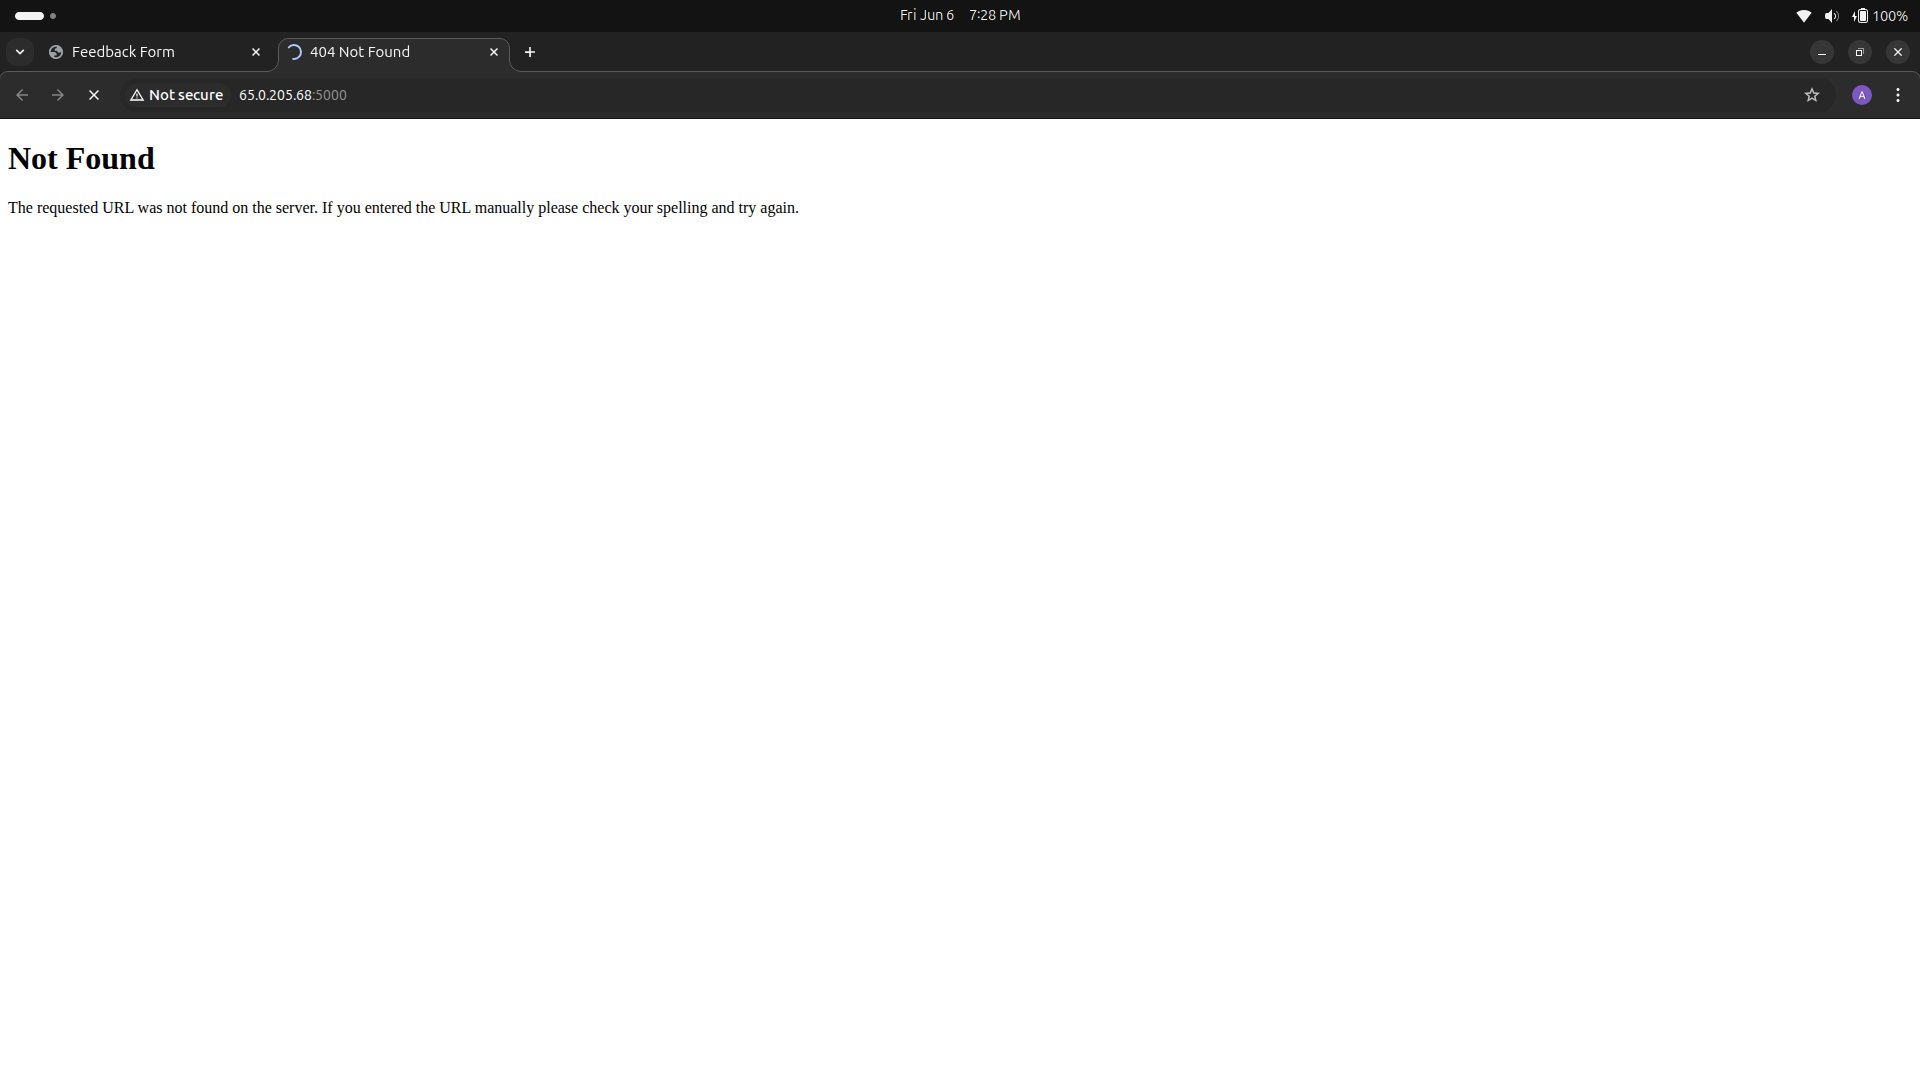 Fri Jun 6 7:28 PM
100%
Feedback Form
404 Not Found
Not secure
65.0.205.68:5000
A
Not Found
The requested URL was not found on the server. If you entered the URL manually please check your spelling and try again.